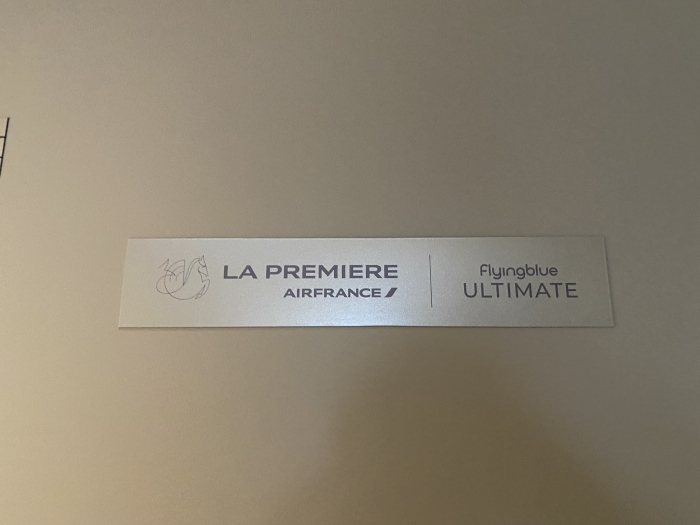 LA PREMIERE
AIRFRANCE
flyingblue
ULTIMATE